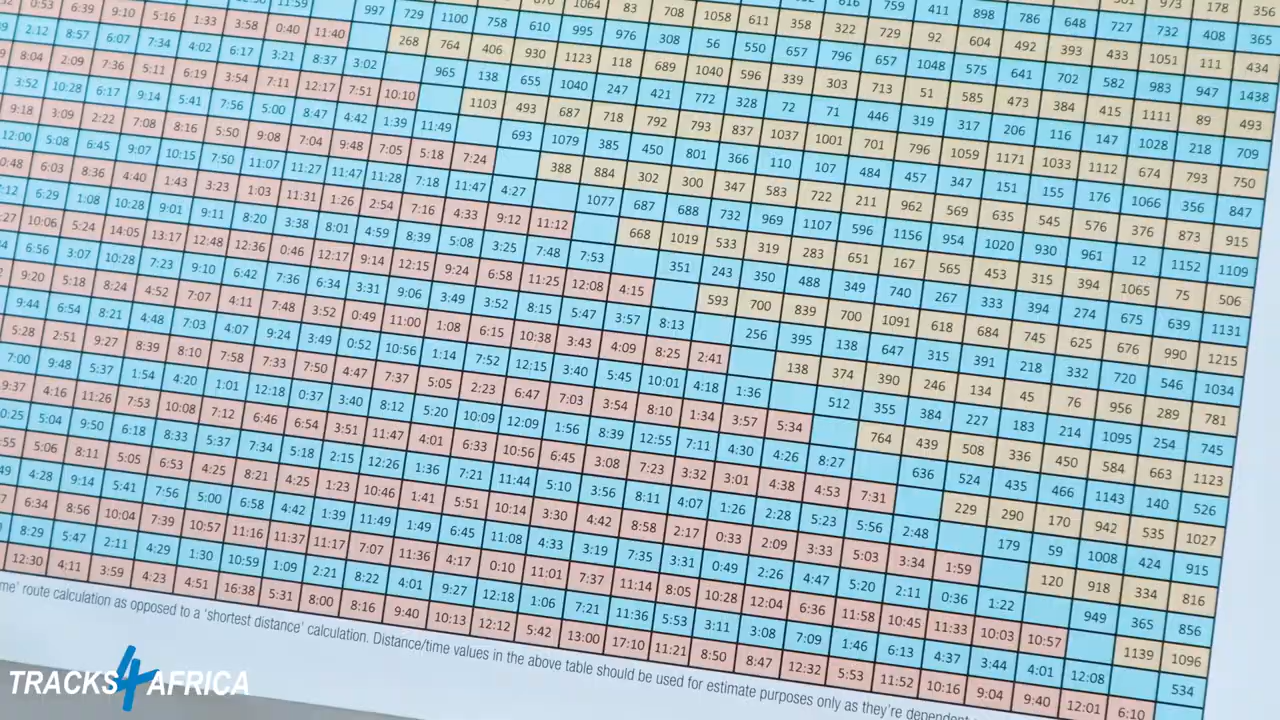 973 178 356
759 411 898 786 648 727 732 408 365
1064 83 708 1058 611 358 322 729 92 604 492 393 433 1051 111 434
997 729 1100 758 610 995 976 308 56 550 657 796 657 1048 575 641 702 582 983 947 1438
0:53 6:39 9:10 5:16 1:33 3:58 0:40 11:40 268 764 406 930 1123 118 689 1040 596 339 303 713 51 585 473 384 415 1111 89 493
2:12 8:57 6:07 7:34 4:02 6:17 3:21 8:37 3:02 965 138 655 1040 247 421 772 328 72 71 446 319 317 206 116 147 1028 218 709
8:04 2:09 7:36 5:11 6:19 3:54 7:11 12:17 7:51 10:10 1103 493 687 718 792 793 837 1037 1001 701 796 1059 1171 1033 1112 674 793 750
3:52 10:28 6:17 9:14 5:41 7:56 5:00 8:47 4:42 1:39 11:49 693 1079 385 450 801 366 110 107 484 457 347 151 155 176 1066 356 847
9:18 3:09 2:22 7:08 8:16 5:50 9:08 7:04 9:48 7:05 5:18 7:24 388 884 302 300 347 583 722 211 962 569 635 545 576 376 873 915
12:00 5:08 6:45 9:07 10:15 7:50 11:07 11:27 11:47 11:28 7:18 11:47 4:27 1077 687 688 732 969 1107 596 1156 954 1020 930 961 12 1152 1109
0:48 6:03 8:36 4:40 1:43 3:23 1:03 11:31 1:26 2:54 7:16 4:33 9:12 11:12 668 1019 533 319 283 651 167 565 453 315 394 1065 75 506
:12 6:29 1:08 10:28 9:01 9:11 8:20 3:38 8:01 4:59 8:39 5:08 3:25 7:48 7:53 351 243 350 488 349 740 267 333 394 274 675 639 1131
:27 10:06 5:24 14:05 13:17 12:48 12:36 0:46 12:17 9:14 12:15 9:24 6:58 11:25 12:08 4:15 593 700 839 700 1091 618 684 745 625 676 990 1215
6:56 3:07 10:28 7:23 9:10 6:42 7:36 6:34 3:31 9:06 3:49 3:52 8:15 5:47 3:57 8:13 256 395 138 647 315 391 218 332 720 546 1034
9:20 5:18 8:24 4:52 7:07 4:11 7:48 3:52 0:49 11:00 1:08 6:15 10:38 3:43 4:09 8:25 2:41 138 374 390 246 134 45 76 956 289 781
9:44 6:54 8:21 4:48 7:03 4:07 9:24 3:49 0:52 10:56 1:14 7:52 12:15 3:40 5:45 10:01 4:18 1:36 512 355 384 227 183 214 1095 254 745
5:28 2:51 9:27 8:39 8:10 7:58 7:33 7:50 4:47 7:37 5:05 2:23 6:47 7:03 3:54 8:10 1:34 3:57 5:34 764 439 508 336 450 584 663 1123
7:00 9:48 5:37 1:54 4:20 1:01 12:18 0:37 3:40 8:12 5:20 10:09 12:09 1:56 8:39 12:55 7:11 4:30 4:26 8:27 636 524 435 466 1143 140 526
9:37 4:16 11:26 7:53 10:08 7:12 6:46 6:54 3:51 11:47 4:01 6:33 10:56 6:45 3:08 7:23 3:32 3:01 4:38 4:53 7:31 229 290 170 942 535 1027
0:25 5:04 9:50 6:18 8:33 5:37 7:34 5:18 2:15 12:26 1:36 7:21 11:44 5:10 3:56 8:11 4:07 1:26 2:28 5:23 5:56 2:48 179 59 1008 424 915
:55 5:06 8:11 5:05 6:53 4:25 8:21 4:25 1:23 10:46 1:41 5:51 10:14 3:30 4:42 8:58 2:17 0:33 2:09 3:33 5:03 3:34 1:59 120 918 334 816
4:28 9:14 5:41 7:56 5:00 6:58 4:42 1:39 11:49 1:49 6:45 11:08 4:33 3:19 7:35 3:31 0:49 2:26 4:47 5:20 2:11 0:36 1:22 949 365 856
6:34 8:56 10:04 7:39 10:57 11:16 11:37 11:17 7:07 11:36 4:17 0:10 11:01 7:37 11:14 8:05 10:28 12:04 6:36 11:58 10:45 11:33 10:03 10:57 1139 1096
8:29 5:47 2:11 4:29 1:30 10:59 1:09 2:21 8:22 4:01 9:27 12:18 1:06 7:21 11:36 5:53 3:11 3:08 7:09 1:46 6:13 4:37 3:44 4:01 12:08 534
12:30 4:11 3:59 4:23 4:51 16:38 5:31 8:00 8:16 9:40 10:13 12:12 5:42 13:00 17:10 11:21 8:50 8:47 12:32 5:53 11:52 10:16 9:04 9:40 12:01 6:10
me' route calculation as opposed to a 'shortest distance' calculation. Distance/time values in the above table should be used for estimate purposes only as they're dependent
TRACKS4AFRICA